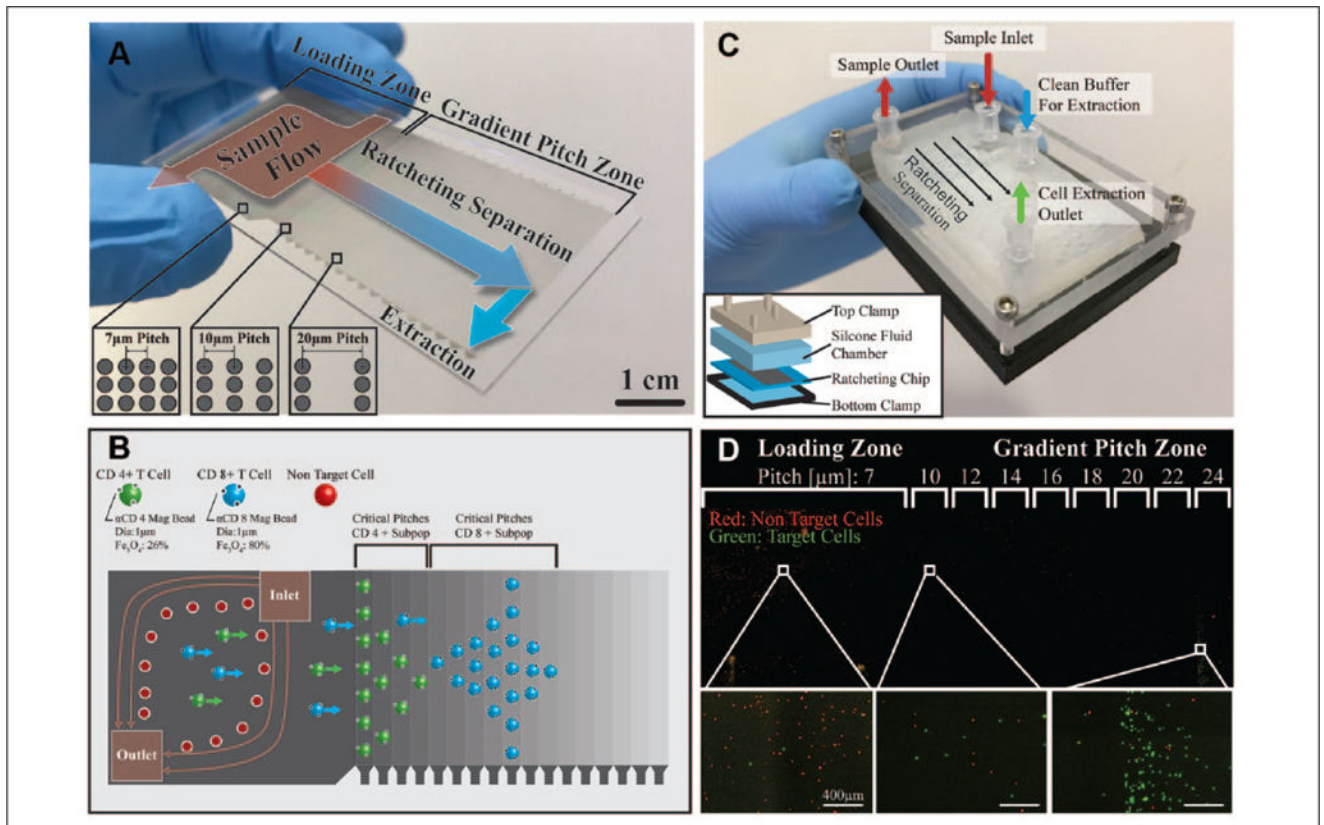 A
Loading Zone
Gradient Pitch Zone
Sample
Flow
Ratcheting Separation
Extraction
7µm Pitch
10µm Pitch
20µm Pitch
1 cm
C
Sample Inlet
Sample Outlet
Clean Buffer
For Extraction
Ratcheting
Separation
Cell Extraction
Outlet
Top Clamp
Silcone Fluid
Chamber
Ratcheting Chip
Bottom Clamp
B
CD 4+ T Cell
CD 8+ T Cell
Non Target Cell
αCD 4 Mag Bead
Dia:1µm
Fe₃O₄: 26%
αCD 8 Mag Bead
Dia:1µm
Fe₃O₄: 80%
Critical Pitches
CD 4 + Subpop
Critical Pitches
CD 8 + Subpop
Inlet
Outlet
D
Loading Zone
Gradient Pitch Zone
Pitch [µm]: 7 10 12 14 16 18 20 22 24
Red: Non Target Cells
Green: Target Cells
400µm